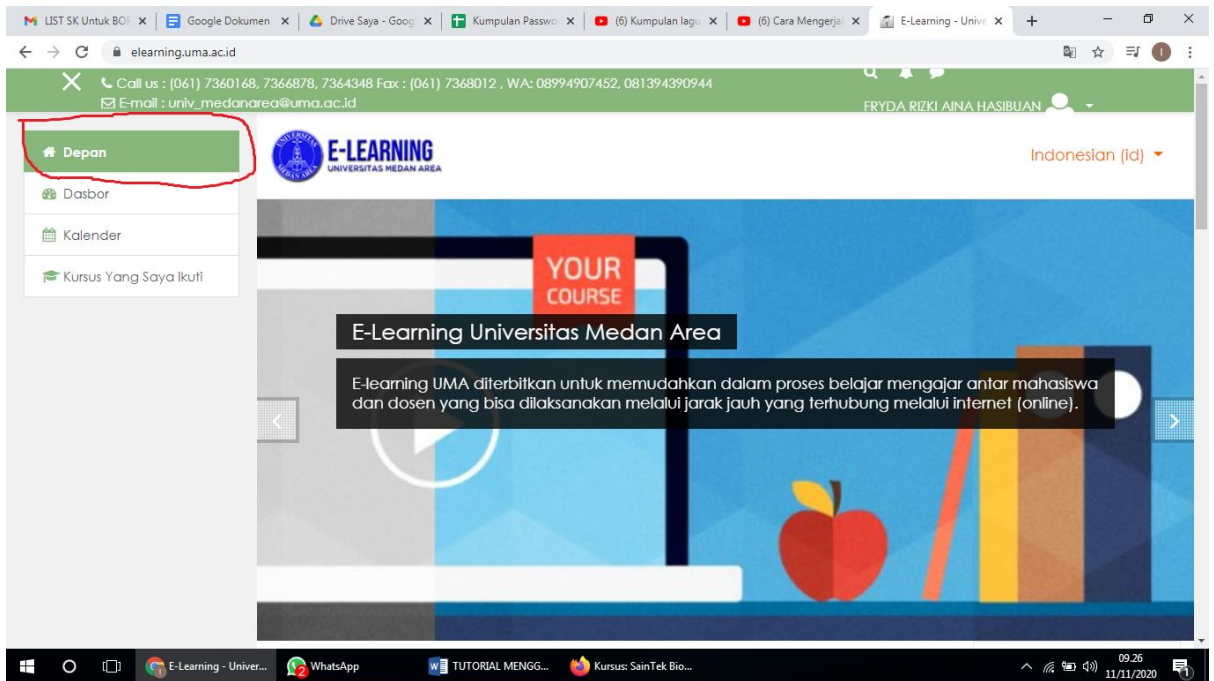 LIST SK Untuk BOP
Google Dokumen
Drive Saya - Goog
Kumpulan Passwo
(6) Kumpulan lagu
(6) Cara Mengerja
E-Learning - Unive
elearning.uma.ac.id
Call us : (061) 7360168, 7366878, 7364348 Fax : (061) 7368012 , WA: 08994907452, 081394390944
E-mail : univ_medanarea@uma.ac.id
FRYDA RIZKI AINA HASIBUAN
Depan
Dasbor
Kalender
Kursus Yang Saya Ikuti
E-LEARNING
UNIVERSITAS MEDAN AREA
Indonesian (id)
YOUR
COURSE
E-Learning Universitas Medan Area
E-learning UMA diterbitkan untuk memudahkan dalam proses belajar mengajar antar mahasiswa
dan dosen yang bisa dilaksanakan melalui jarak jauh yang terhubung melalui internet (online).
E-Learning - Univer...
WhatsApp
TUTORIAL MENGG...
Kursus: SainTek Bio...
09.26
11/11/2020